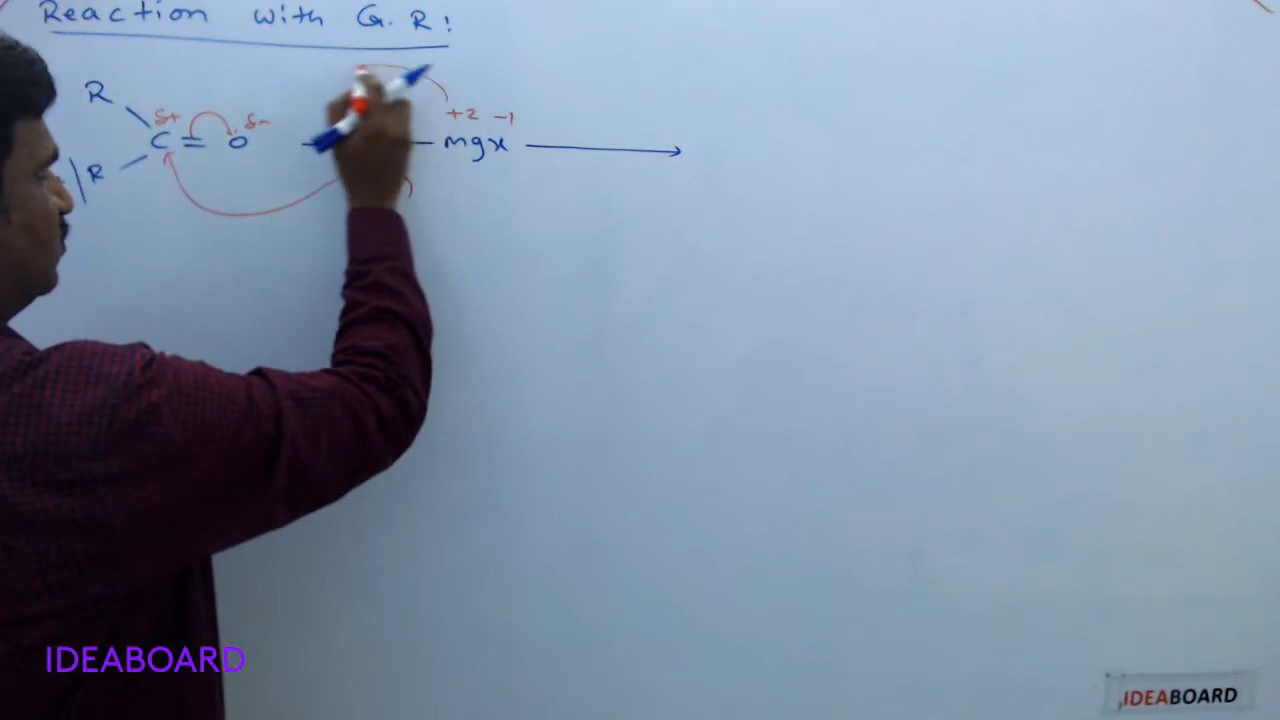 Reaction with G. R:
R
δ+ δ- +2 -1
C = O — mgx
R
IDEABOARD
IDEABOARD